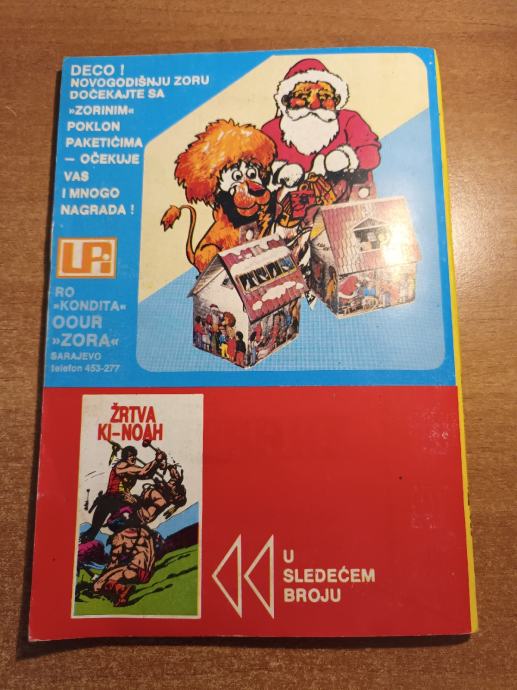 DECO !
NOVOGODIŠNJU ZORU
DOČEKAJTE SA
»ZORINIM«
POKLON
PAKETIĆIMA
– OČEKUJE
VAS
I MNOGO
NAGRADA !
UPI
RO
»KONDITA«
OOUR
»ZORA«
SARAJEVO
telefon 453-277
ŽRTVA
KI-NOAH
U
SLEDEĆEM
BROJU